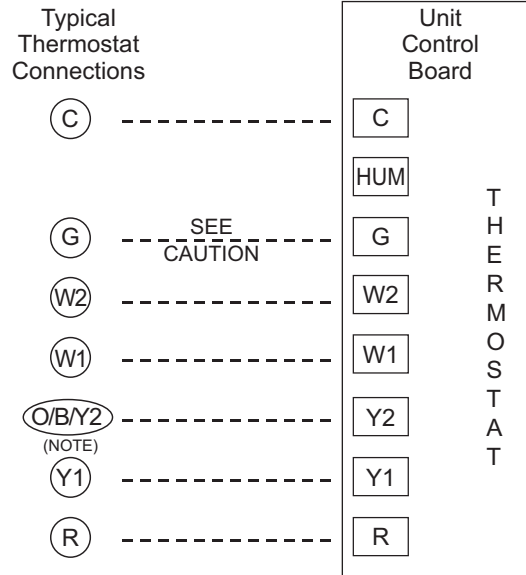 Typical
Thermostat
Connections
Unit
Control
Board
C
C
HUM
G
SEE
CAUTION
G
W2
W2
W1
W1
O/B/Y2
(NOTE)
Y2
Y1
Y1
R
R
THERMOSTAT